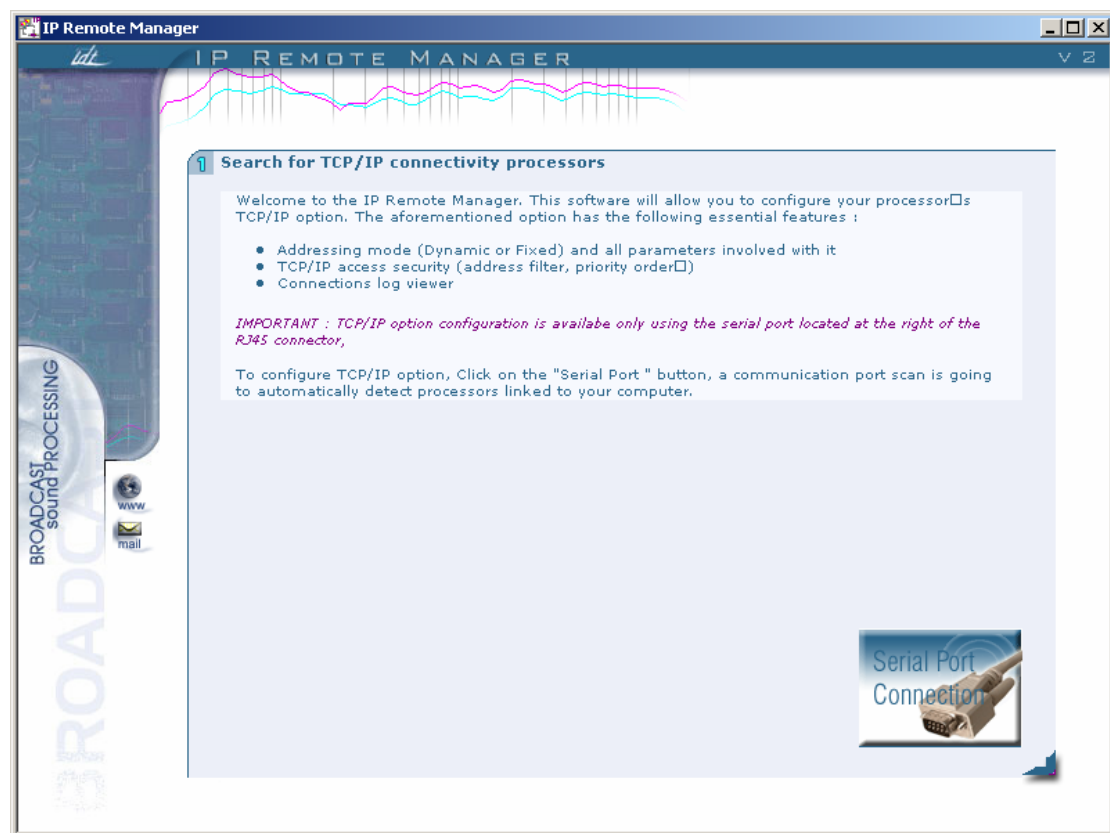 IP Remote Manager
idt
IP REMOTE MANAGER
V 2
1 Search for TCP/IP connectivity processors
Welcome to the IP Remote Manager. This software will allow you to configure your processor□s
TCP/IP option. The aforementioned option has the following essential features :
● Addressing mode (Dynamic or Fixed) and all parameters involved with it
● TCP/IP access security (address filter, priority order□)
● Connections log viewer
IMPORTANT : TCP/IP option configuration is availabe only using the serial port located at the right of the
RJ45 connector,
To configure TCP/IP option, Click on the "Serial Port " button, a communication port scan is going
to automatically detect processors linked to your computer.
BROADCAST
sound PROCESSING
www
mail
BROADCA
Serial Port
Connection